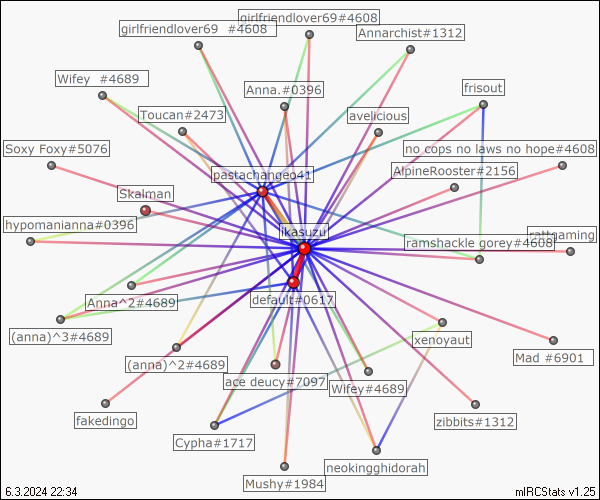 girlfriendlover69#4608
girlfriendlover69 #4608
Annarchist#1312
Wifey #4689
frisout
Anna.#0396
Toucan#2473
avelicious
Soxy Foxy#5076
no cops no laws no hope#4608
AlpineRooster#2156
pastachangeo41
Skalman
hypomanianna#0396
ikasuzu
ramshackle gorey#4608
default#0617
Anna^2#4689
(anna)^3#4689
xenoyaut
(anna)^2#4689
Mad #6901
ace deucy#7097
Wifey#4689
fakedingo
zibbits#1312
Cypha#1717
neokingghidorah
Mushy#1984
6.3.2024 22:34
mIRCStats v1.25